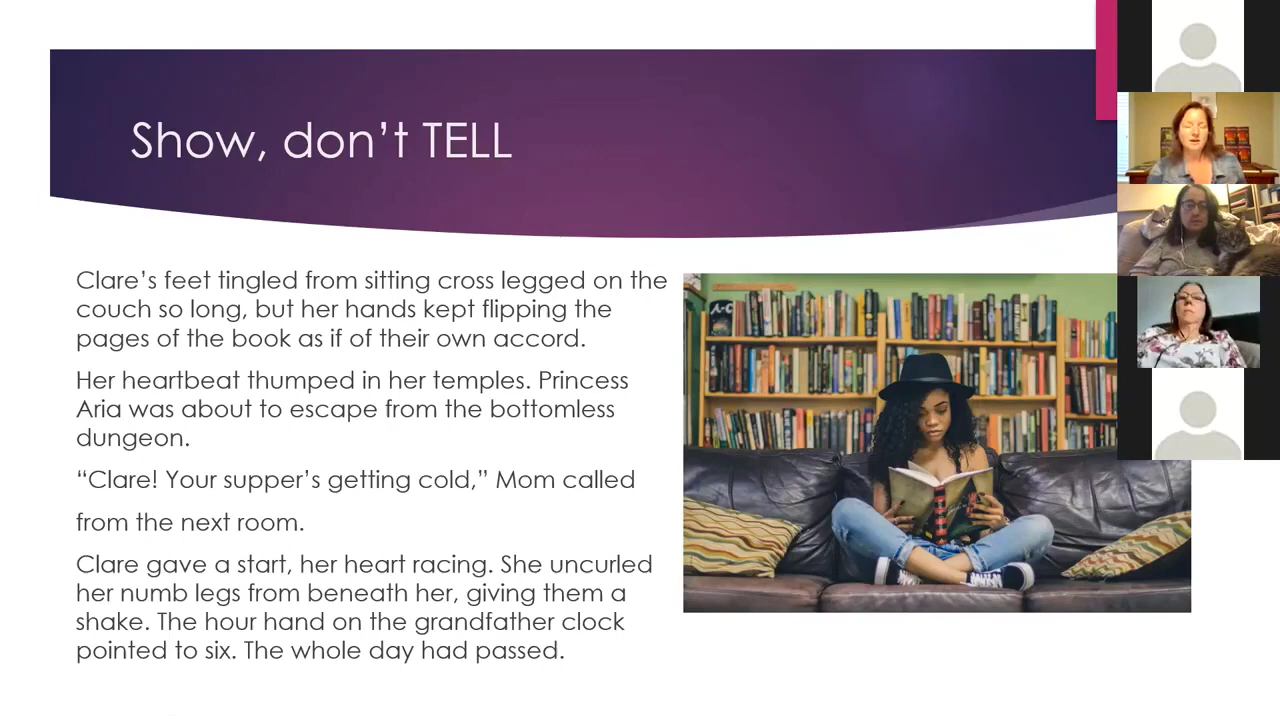 Show, don’t TELL
Clare’s feet tingled from sitting cross legged on the
couch so long, but her hands kept flipping the
pages of the book as if of their own accord.
Her heartbeat thumped in her temples. Princess
Aria was about to escape from the bottomless
dungeon.
“Clare! Your supper’s getting cold,” Mom called
from the next room.
Clare gave a start, her heart racing. She uncurled
her numb legs from beneath her, giving them a
shake. The hour hand on the grandfather clock
pointed to six. The whole day had passed.